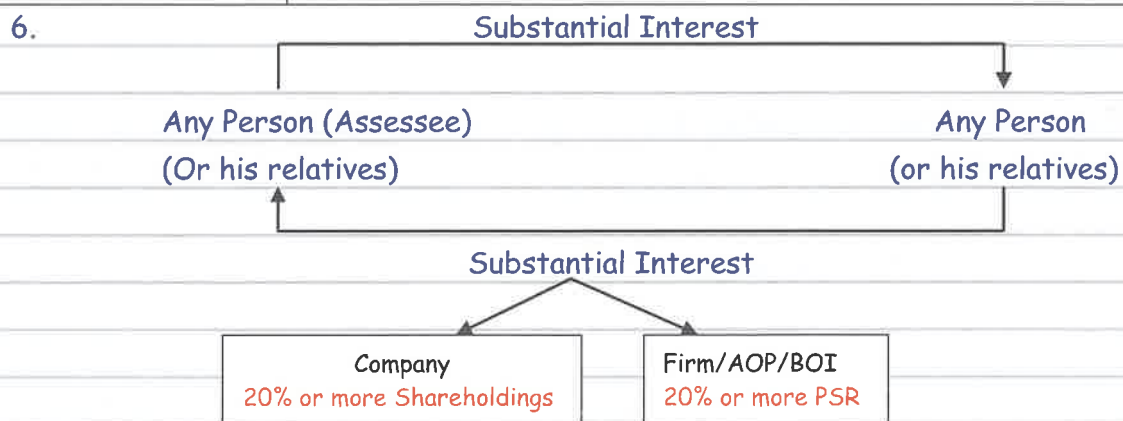 6.
Substantial Interest
Any Person (Assessee)
(Or his relatives)
Any Person
(or his relatives)
Substantial Interest
Company
20% or more Shareholdings
Firm/AOP/BOI
20% or more PSR